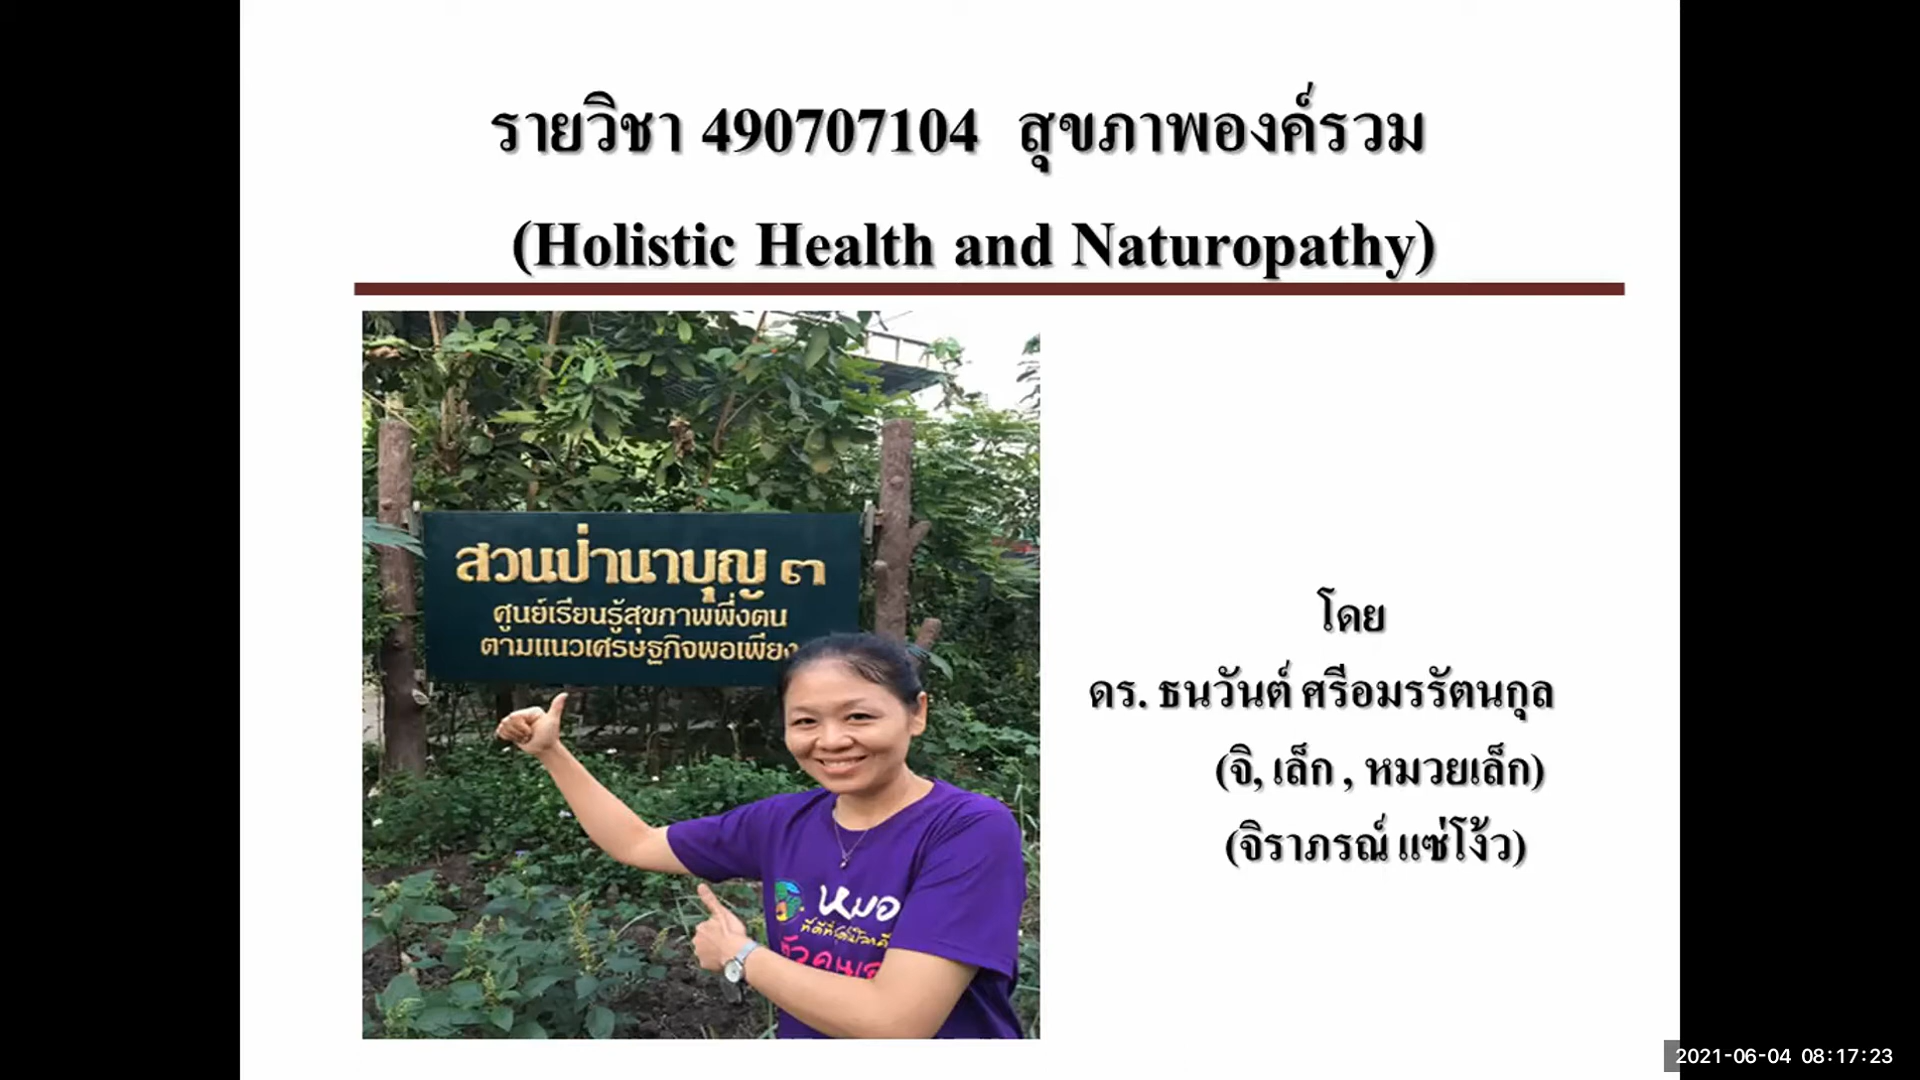 รายวิชา 490707104 สุขภาพองค์รวม
(Holistic Health and Naturopathy)
สวนป่านาบุญ ๓
ศูนย์เรียนรู้สุขภาพพึ่งตน
ตามแนวเศรษฐกิจพอเพียง
หมอ
โดย
ดร. ธนวันต์ ศรีอมรรัตนกุล
(จิ, เล็ก , หมวยเล็ก)
(จิราภรณ์ แซ่โง้ว)
2021-06-04 08:17:23